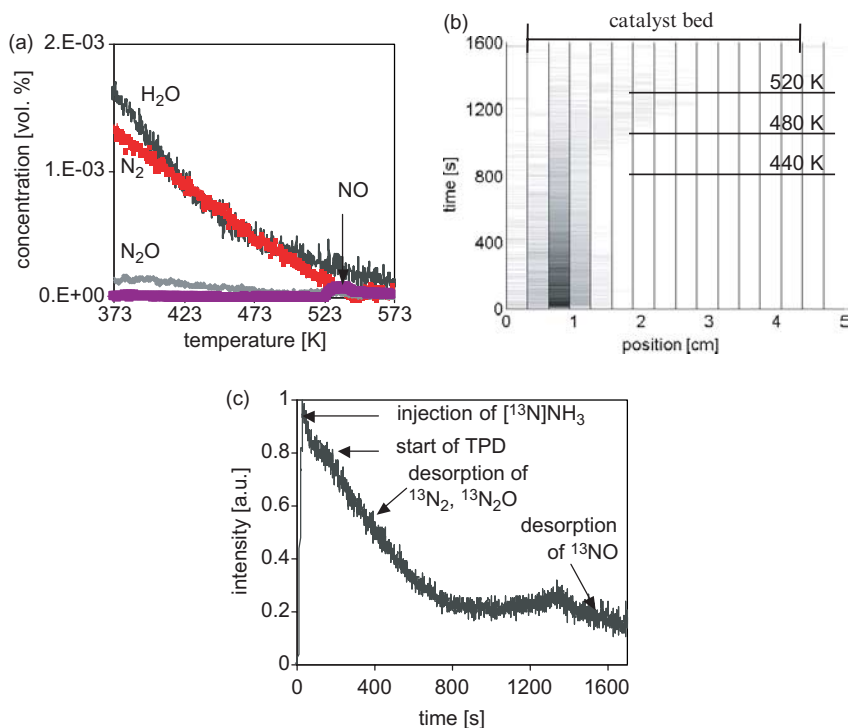 (a)
concentration [vol. %]
2.E-03
1.E-03
0.E+00
H₂O
N₂
N₂O
NO
373 423 473 523 573
temperature [K]
(b)
catalyst bed
time [s]
1600
1200
800
400
0
520 K
480 K
440 K
0 1 2 3 4 5
position [cm]
(c)
intensity [a.u.]
1
0.8
0.6
0.4
0.2
0
injection of [¹³N]NH₃
start of TPD
desorption of
¹³N₂, ¹³N₂O
desorption
of ¹³NO
0 400 800 1200 1600
time [s]